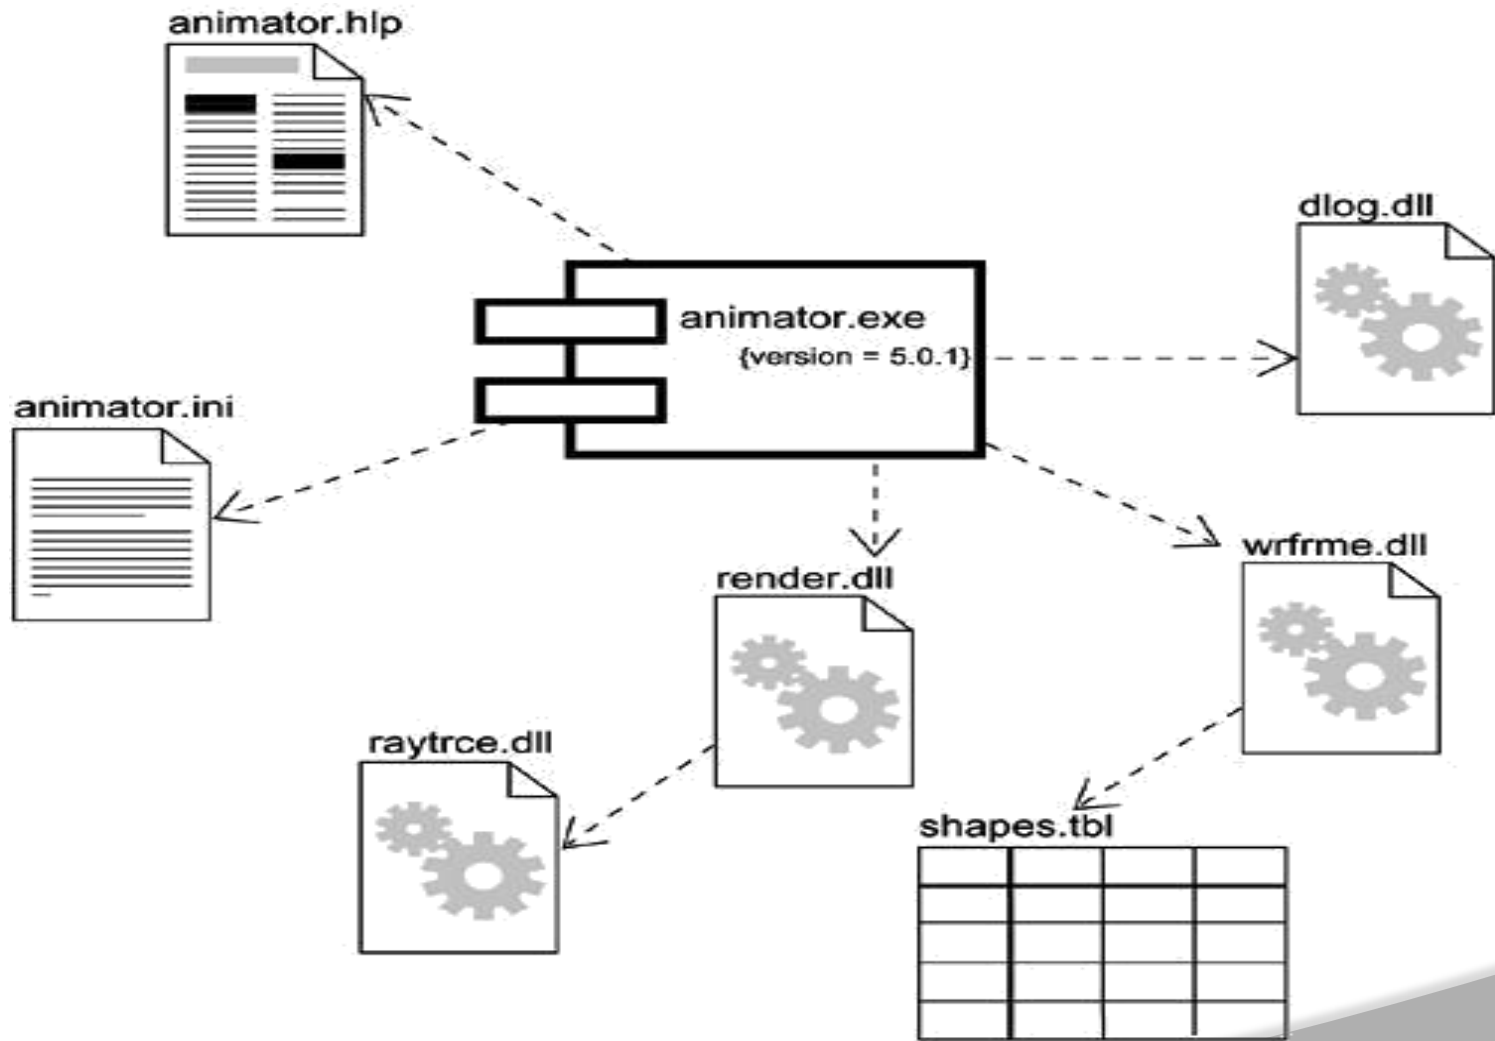 animator.hlp
dlog.dll
animator.exe
{version = 5.0.1}
animator.ini
wrfrme.dll
render.dll
raytrce.dll
shapes.tbl